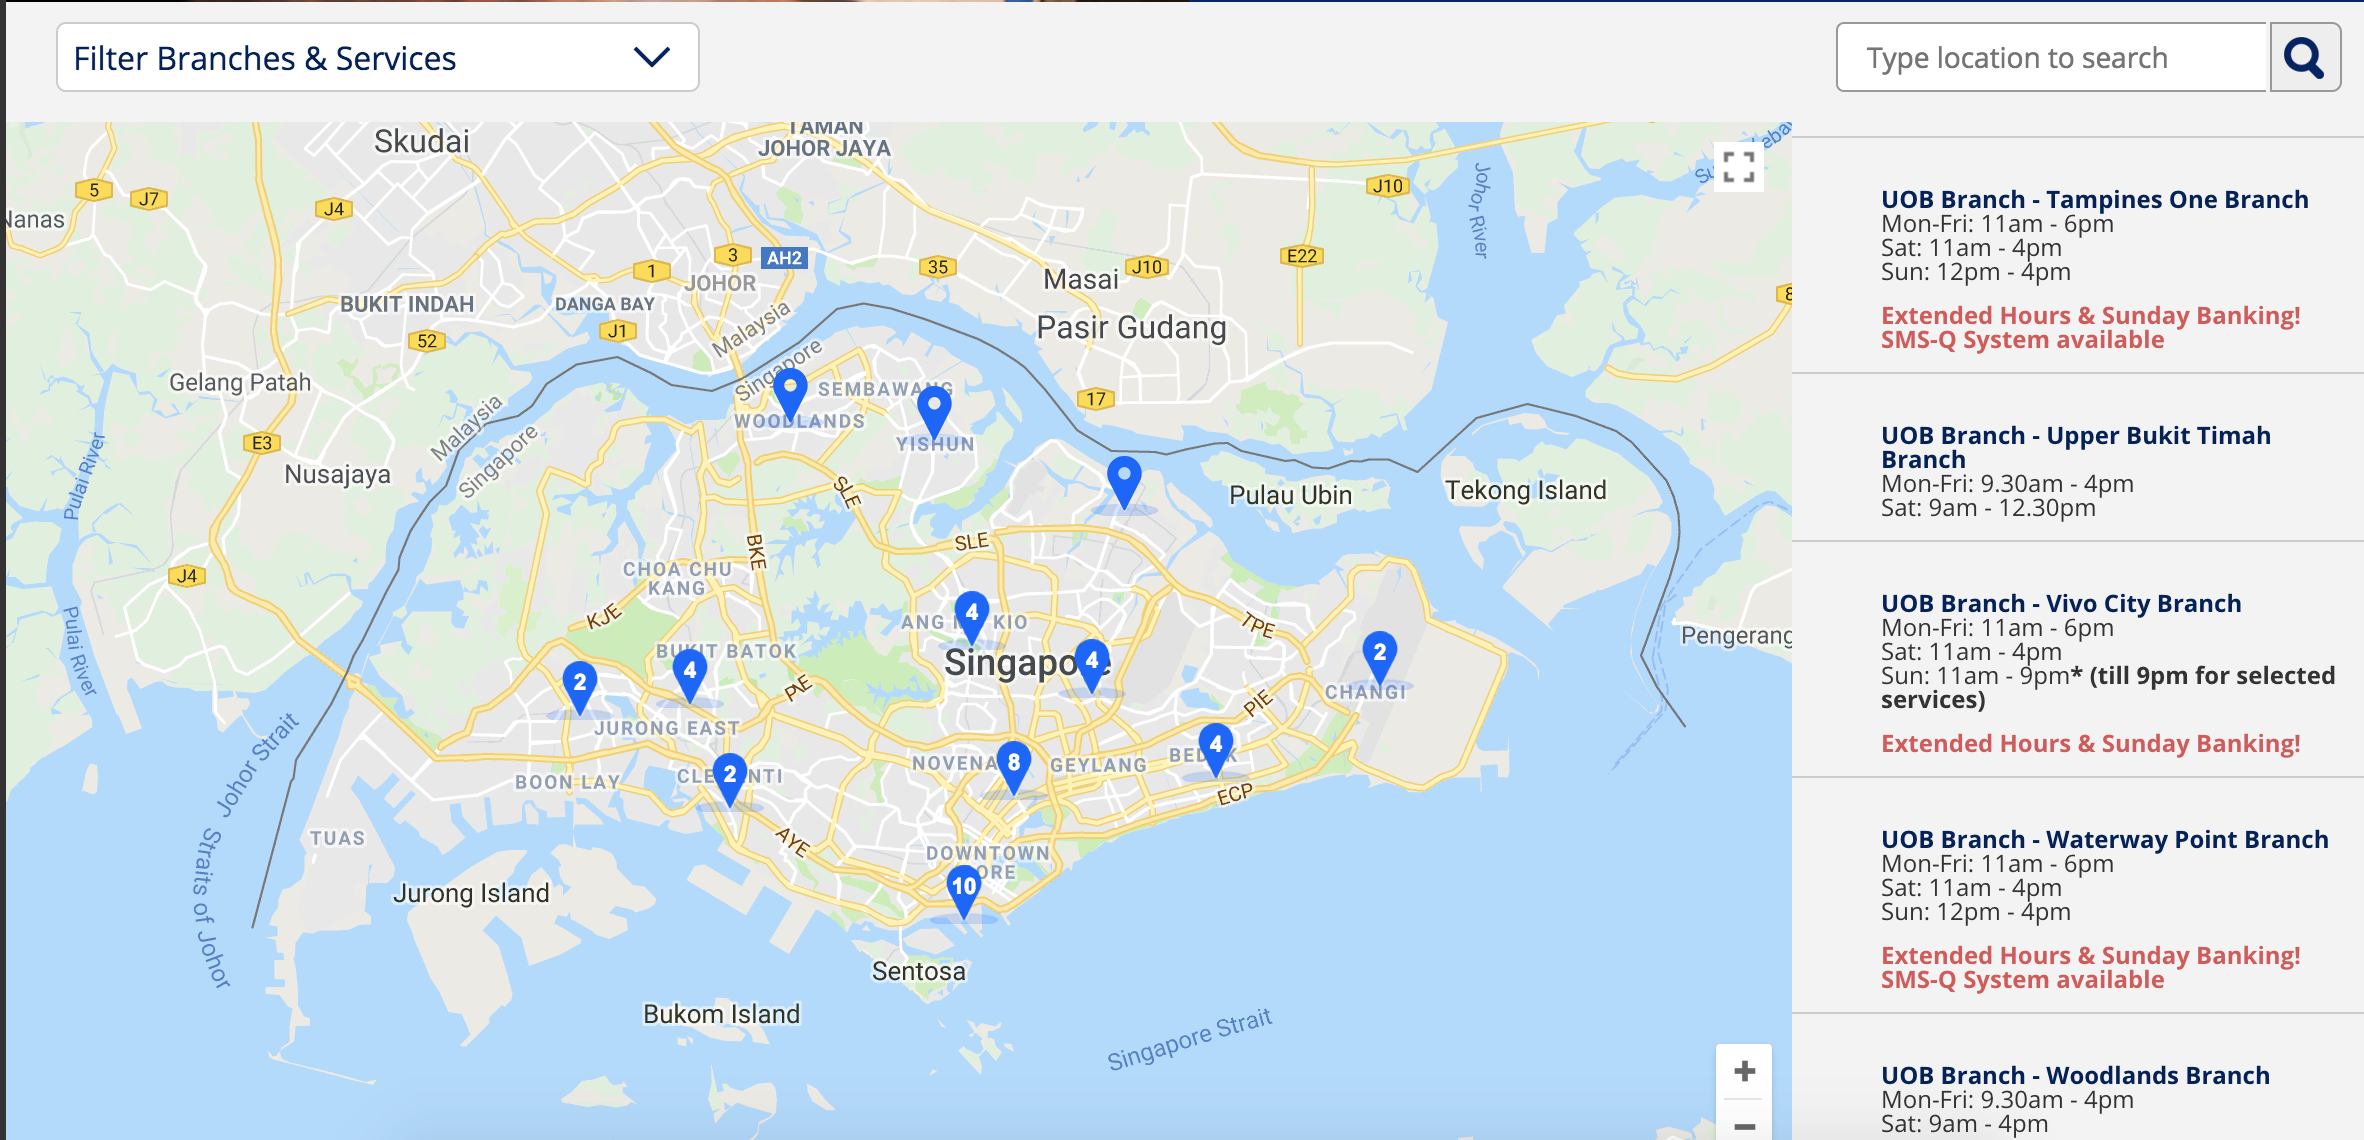 Filter Branches & Services
Type location to search
Skudai
TAMAN
JOHOR JAYA
5
J7
J4
Nanas
J10
Johor River
3
AH2
1
35
E22
JOHOR
Masai
J10
BUKIT INDAH
DANGA BAY
J1
52
Malaysia
Singapore
Pasir Gudang
8
Gelang Patah
SEMBAWANG
WOODLANDS
17
YISHUN
Malaysia
Singapore
E3
Pulai River
Nusajaya
SLE
Pulau Ubin
Tekong Island
BKE
SLE
J4
CHOA CHU
KANG
KJE
4
ANG KIO
TPE
Pulai River
Pengerang
BUKIT BATOK
Singapore
4
2
4
2
PIE
CHANGI
PIE
JURONG EAST
4
BEDOK
NOVENA
8
GEYLANG
BOON LAY
2
CLEMENTI
ECP
Johor Strait
TUAS
AYE
DOWNTOWN
CORE
10
Straits of Johor
Jurong Island
Sentosa
Bukom Island
Singapore Strait
+
−
UOB Branch - Tampines One Branch
Mon-Fri: 11am - 6pm
Sat: 11am - 4pm
Sun: 12pm - 4pm
Extended Hours & Sunday Banking!
SMS-Q System available
UOB Branch - Upper Bukit Timah
Branch
Mon-Fri: 9.30am - 4pm
Sat: 9am - 12.30pm
UOB Branch - Vivo City Branch
Mon-Fri: 11am - 6pm
Sat: 11am - 4pm
Sun: 11am - 9pm* (till 9pm for selected
services)
Extended Hours & Sunday Banking!
UOB Branch - Waterway Point Branch
Mon-Fri: 11am - 6pm
Sat: 11am - 4pm
Sun: 12pm - 4pm
Extended Hours & Sunday Banking!
SMS-Q System available
UOB Branch - Woodlands Branch
Mon-Fri: 9.30am - 4pm
Sat: 9am - 4pm